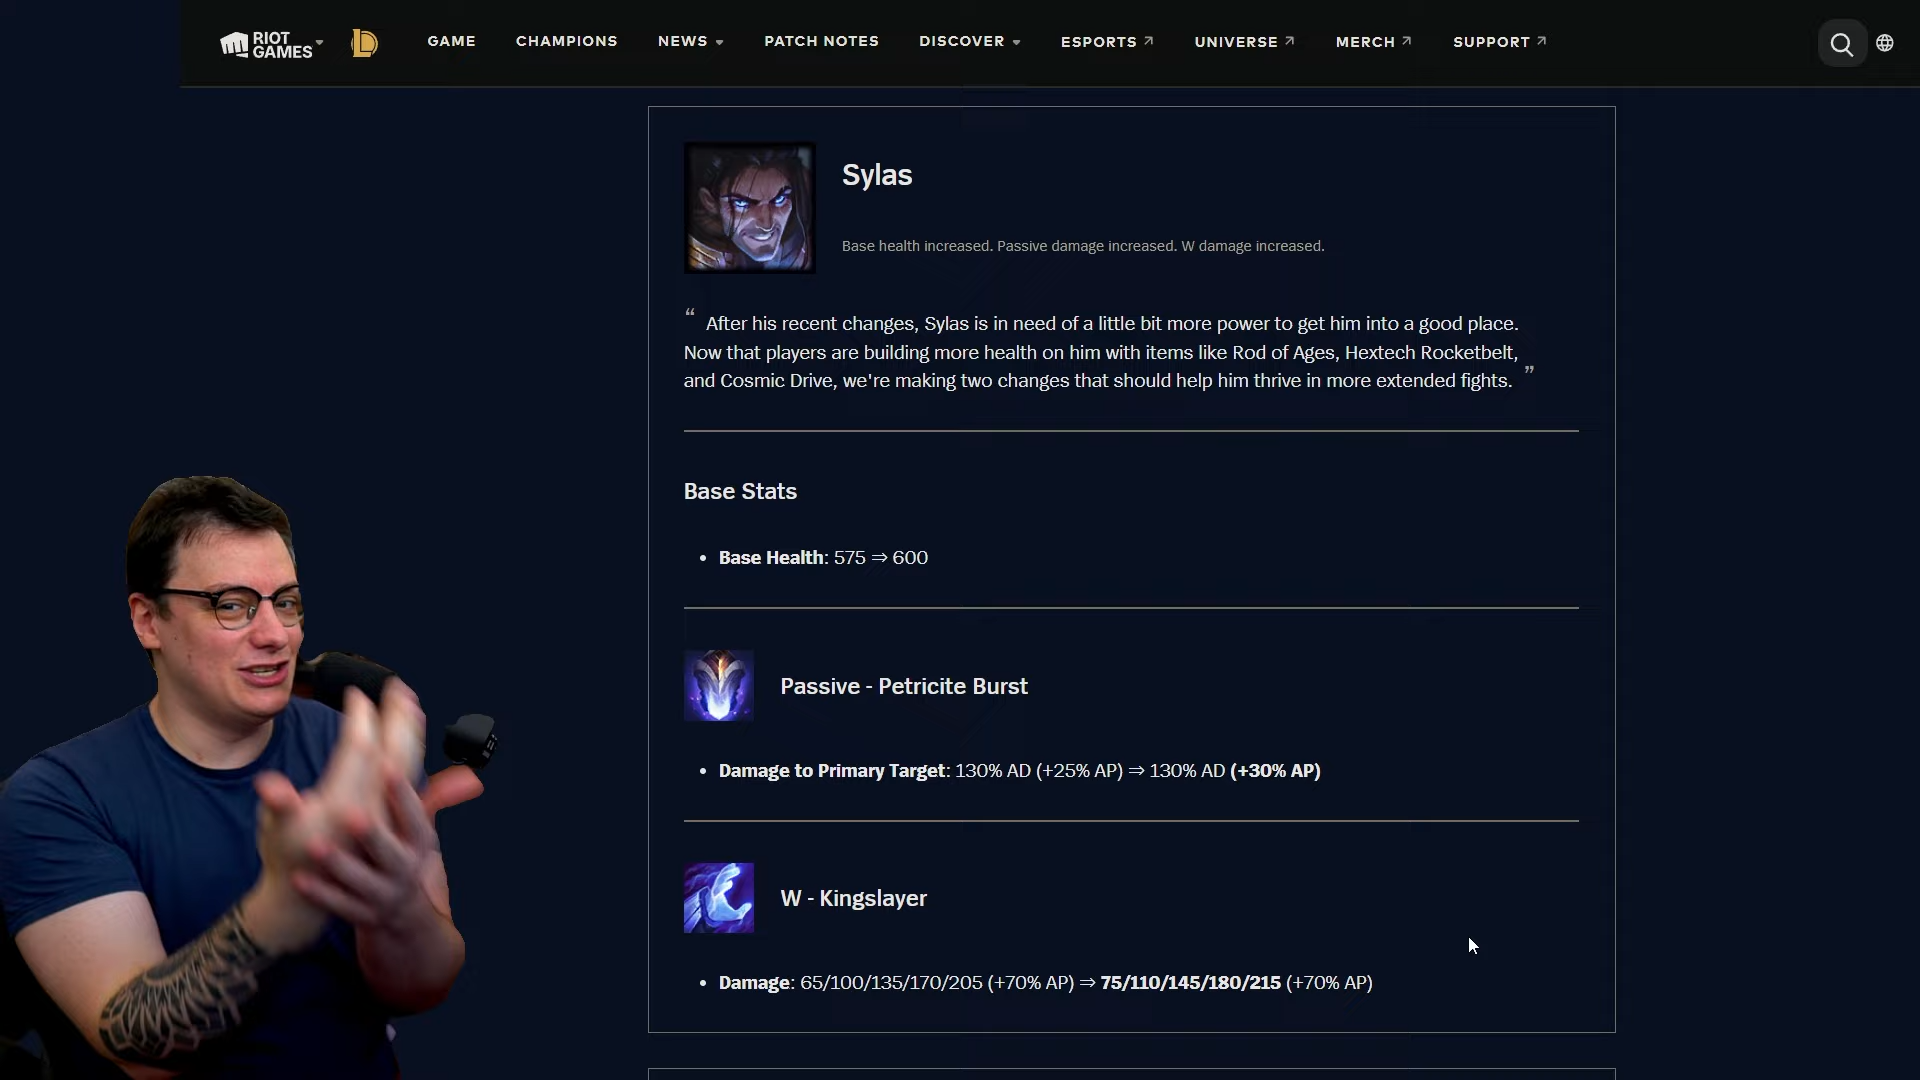 RIOT GAMES
GAME
CHAMPIONS
NEWS
PATCH NOTES
DISCOVER
ESPORTS ↗
UNIVERSE ↗
MERCH ↗
SUPPORT ↗
Sylas
Base health increased. Passive damage increased. W damage increased.
“ After his recent changes, Sylas is in need of a little bit more power to get him into a good place.
Now that players are building more health on him with items like Rod of Ages, Hextech Rocketbelt,
and Cosmic Drive, we're making two changes that should help him thrive in more extended fights. ”
Base Stats
• Base Health: 575 ⇒ 600
Passive - Petricite Burst
• Damage to Primary Target: 130% AD (+25% AP) ⇒ 130% AD (+30% AP)
W - Kingslayer
• Damage: 65/100/135/170/205 (+70% AP) ⇒ 75/110/145/180/215 (+70% AP)